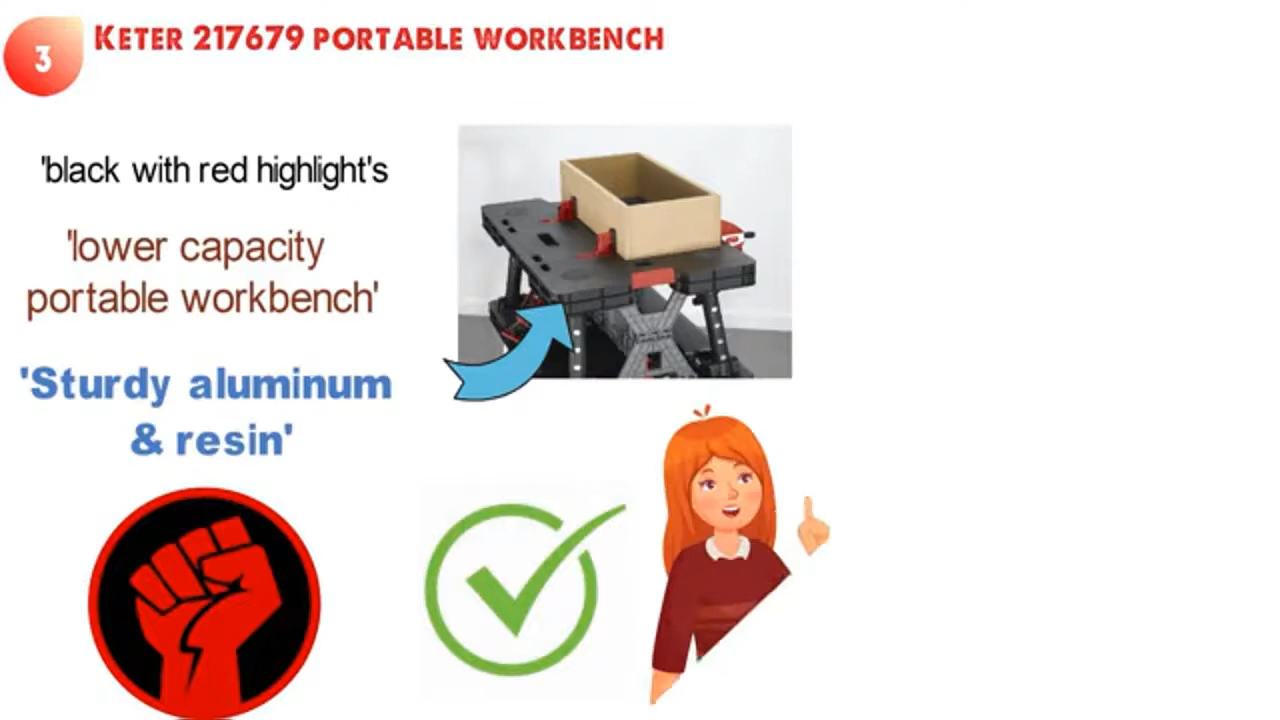 3
KETER 217679 PORTABLE WORKBENCH
'black with red highlight's
'lower capacity
portable workbench'
'Sturdy aluminum
& resin'